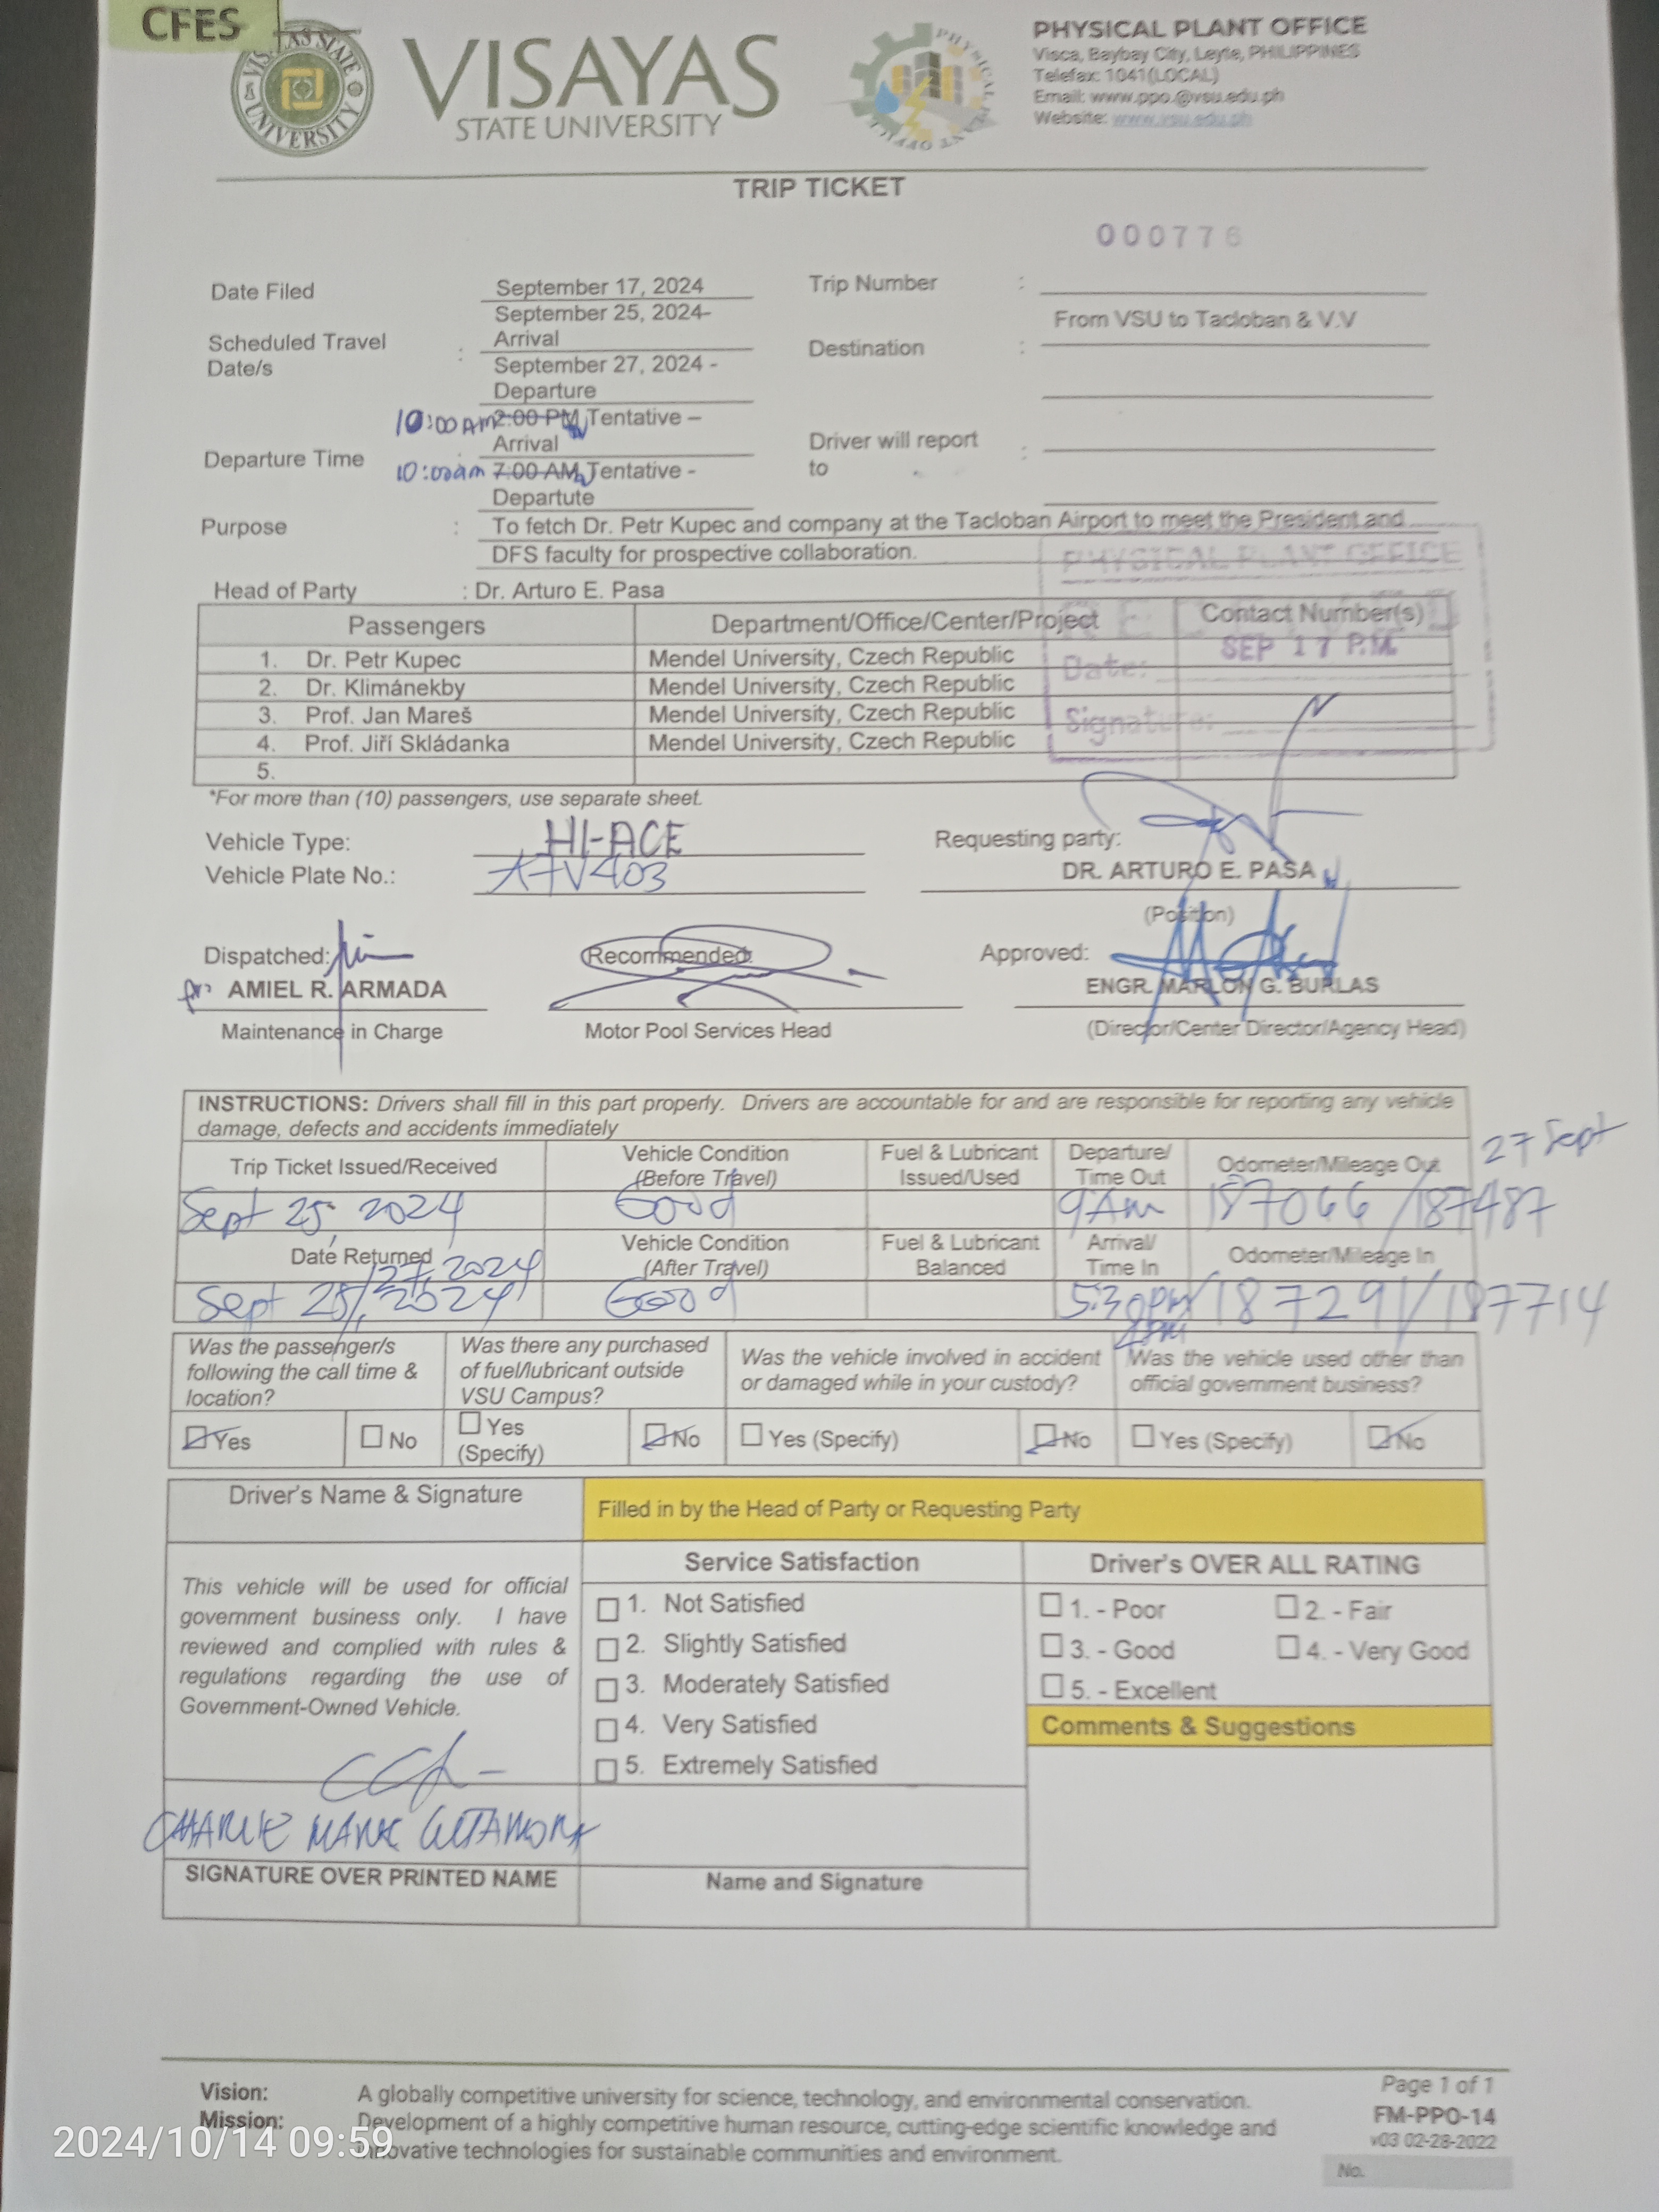 CFES
VISAYAS STATE UNIVERSITY
VISAYAS
STATE UNIVERSITY
PHYSICAL PLANT OFFICE
PHYSICAL PLANT OFFICE
Visca, Baybay City, Leyte, PHILIPPINES
Telefax: 1041(LOCAL)
Email: www.ppo.@vsu.edu.ph
Website: www.vsu.edu.ph
TRIP TICKET
000776
Date Filed September 17, 2024 Trip Number :
Scheduled Travel Date/s : September 25, 2024-
Arrival
September 27, 2024 -
Departure
Destination : From VSU to Tacloban & V.V
Departure Time : 10:00 AM 2:00 PM Tentative –
Arrival
10:00am 7:00 AM Tentative -
Departute
Driver will report to :
Purpose : To fetch Dr. Petr Kupec and company at the Tacloban Airport to meet the President and
DFS faculty for prospective collaboration.
PHYSICAL PLANT OFFICE
Date: SEP 17 P.M.
Signature:
Head of Party : Dr. Arturo E. Pasa
Passengers Department/Office/Center/Project Contact Number(s)
1. Dr. Petr Kupec Mendel University, Czech Republic
2. Dr. Klimánekby Mendel University, Czech Republic
3. Prof. Jan Mareš Mendel University, Czech Republic
4. Prof. Jiří Skládanka Mendel University, Czech Republic
5.
*For more than (10) passengers, use separate sheet.
Vehicle Type: HI-ACE Requesting party:
Vehicle Plate No.: DR. ARTURO E. PASA
(Position)
Dispatched: Recommended: Approved:
for AMIEL R. ARMADA ENGR. MARLON G. BURLAS
Maintenance in Charge Motor Pool Services Head (Director/Center Director/Agency Head)
INSTRUCTIONS: Drivers shall fill in this part properly. Drivers are accountable for and are responsible for reporting any vehicle
damage, defects and accidents immediately
27 Sept
Trip Ticket Issued/Received Vehicle Condition (Before Travel) Fuel & Lubricant Issued/Used Departure/ Time Out Odometer/Mileage Out
Sept 25, 2024 Good 9Am 187066 /187487
Date Returned Vehicle Condition (After Travel) Fuel & Lubricant Balanced Arrival/ Time In Odometer/Mileage In
/27, 2024
Sept 25/, 2024 Good 5:30pm/ 187291/187714
Was the passenger/s following the call time & location?
Was there any purchased of fuel/lubricant outside VSU Campus?
Was the vehicle involved in accident or damaged while in your custody?
Was the vehicle used other than official government business?
Yes No Yes (Specify) No Yes (Specify) No Yes (Specify) No
Driver's Name & Signature Filled in by the Head of Party or Requesting Party
Service Satisfaction Driver's OVER ALL RATING
This vehicle will be used for official
government business only. I have
reviewed and complied with rules &
regulations regarding the use of
Government-Owned Vehicle.
1. Not Satisfied
2. Slightly Satisfied
3. Moderately Satisfied
4. Very Satisfied
5. Extremely Satisfied
1. - Poor 2. - Fair
3. - Good 4. - Very Good
5. - Excellent
Comments & Suggestions
CHARLIE MARK
SIGNATURE OVER PRINTED NAME Name and Signature
Vision: A globally competitive university for science, technology, and environmental conservation.
Mission: Development of a highly competitive human resource, cutting-edge scientific knowledge and
innovative technologies for sustainable communities and environment.
Page 1 of 1
FM-PPO-14
v03 02-28-2022
No.
2024/10/14 09:59